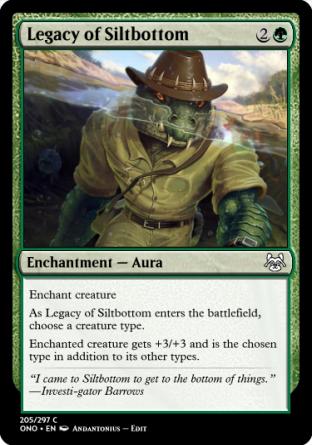 Legacy of Siltbottom 2
Enchantment — Aura
Enchant creature
As Legacy of Siltbottom enters the battlefield,
choose a creature type.
Enchanted creature gets +3/+3 and is the chosen
type in addition to its other types.
“I came to Siltbottom to get to the bottom of things.”
—Investi-gator Barrows
205/297 C
ONO • EN Andantonius — Edit